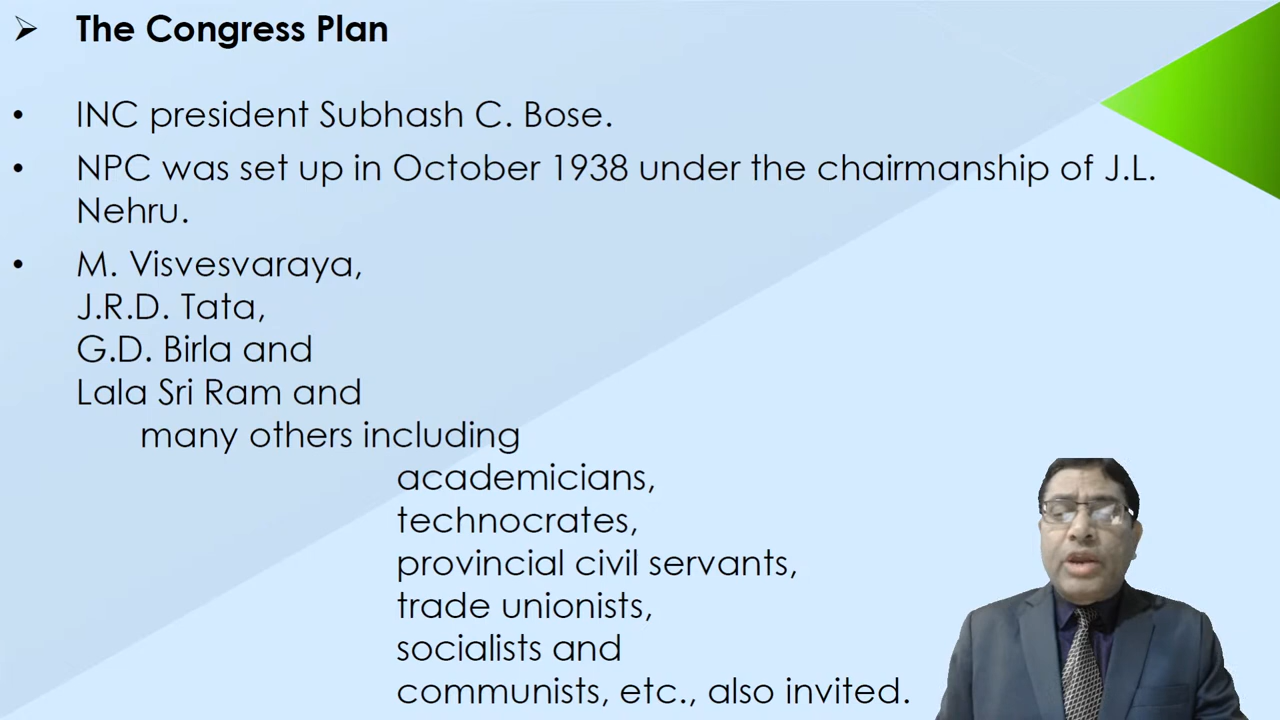 The Congress Plan
• INC president Subhash C. Bose.
• NPC was set up in October 1938 under the chairmanship of J.L.
Nehru.
• M. Visvesvaraya,
J.R.D. Tata,
G.D. Birla and
Lala Sri Ram and
many others including
academicians,
technocrates,
provincial civil servants,
trade unionists,
socialists and
communists, etc., also invited.